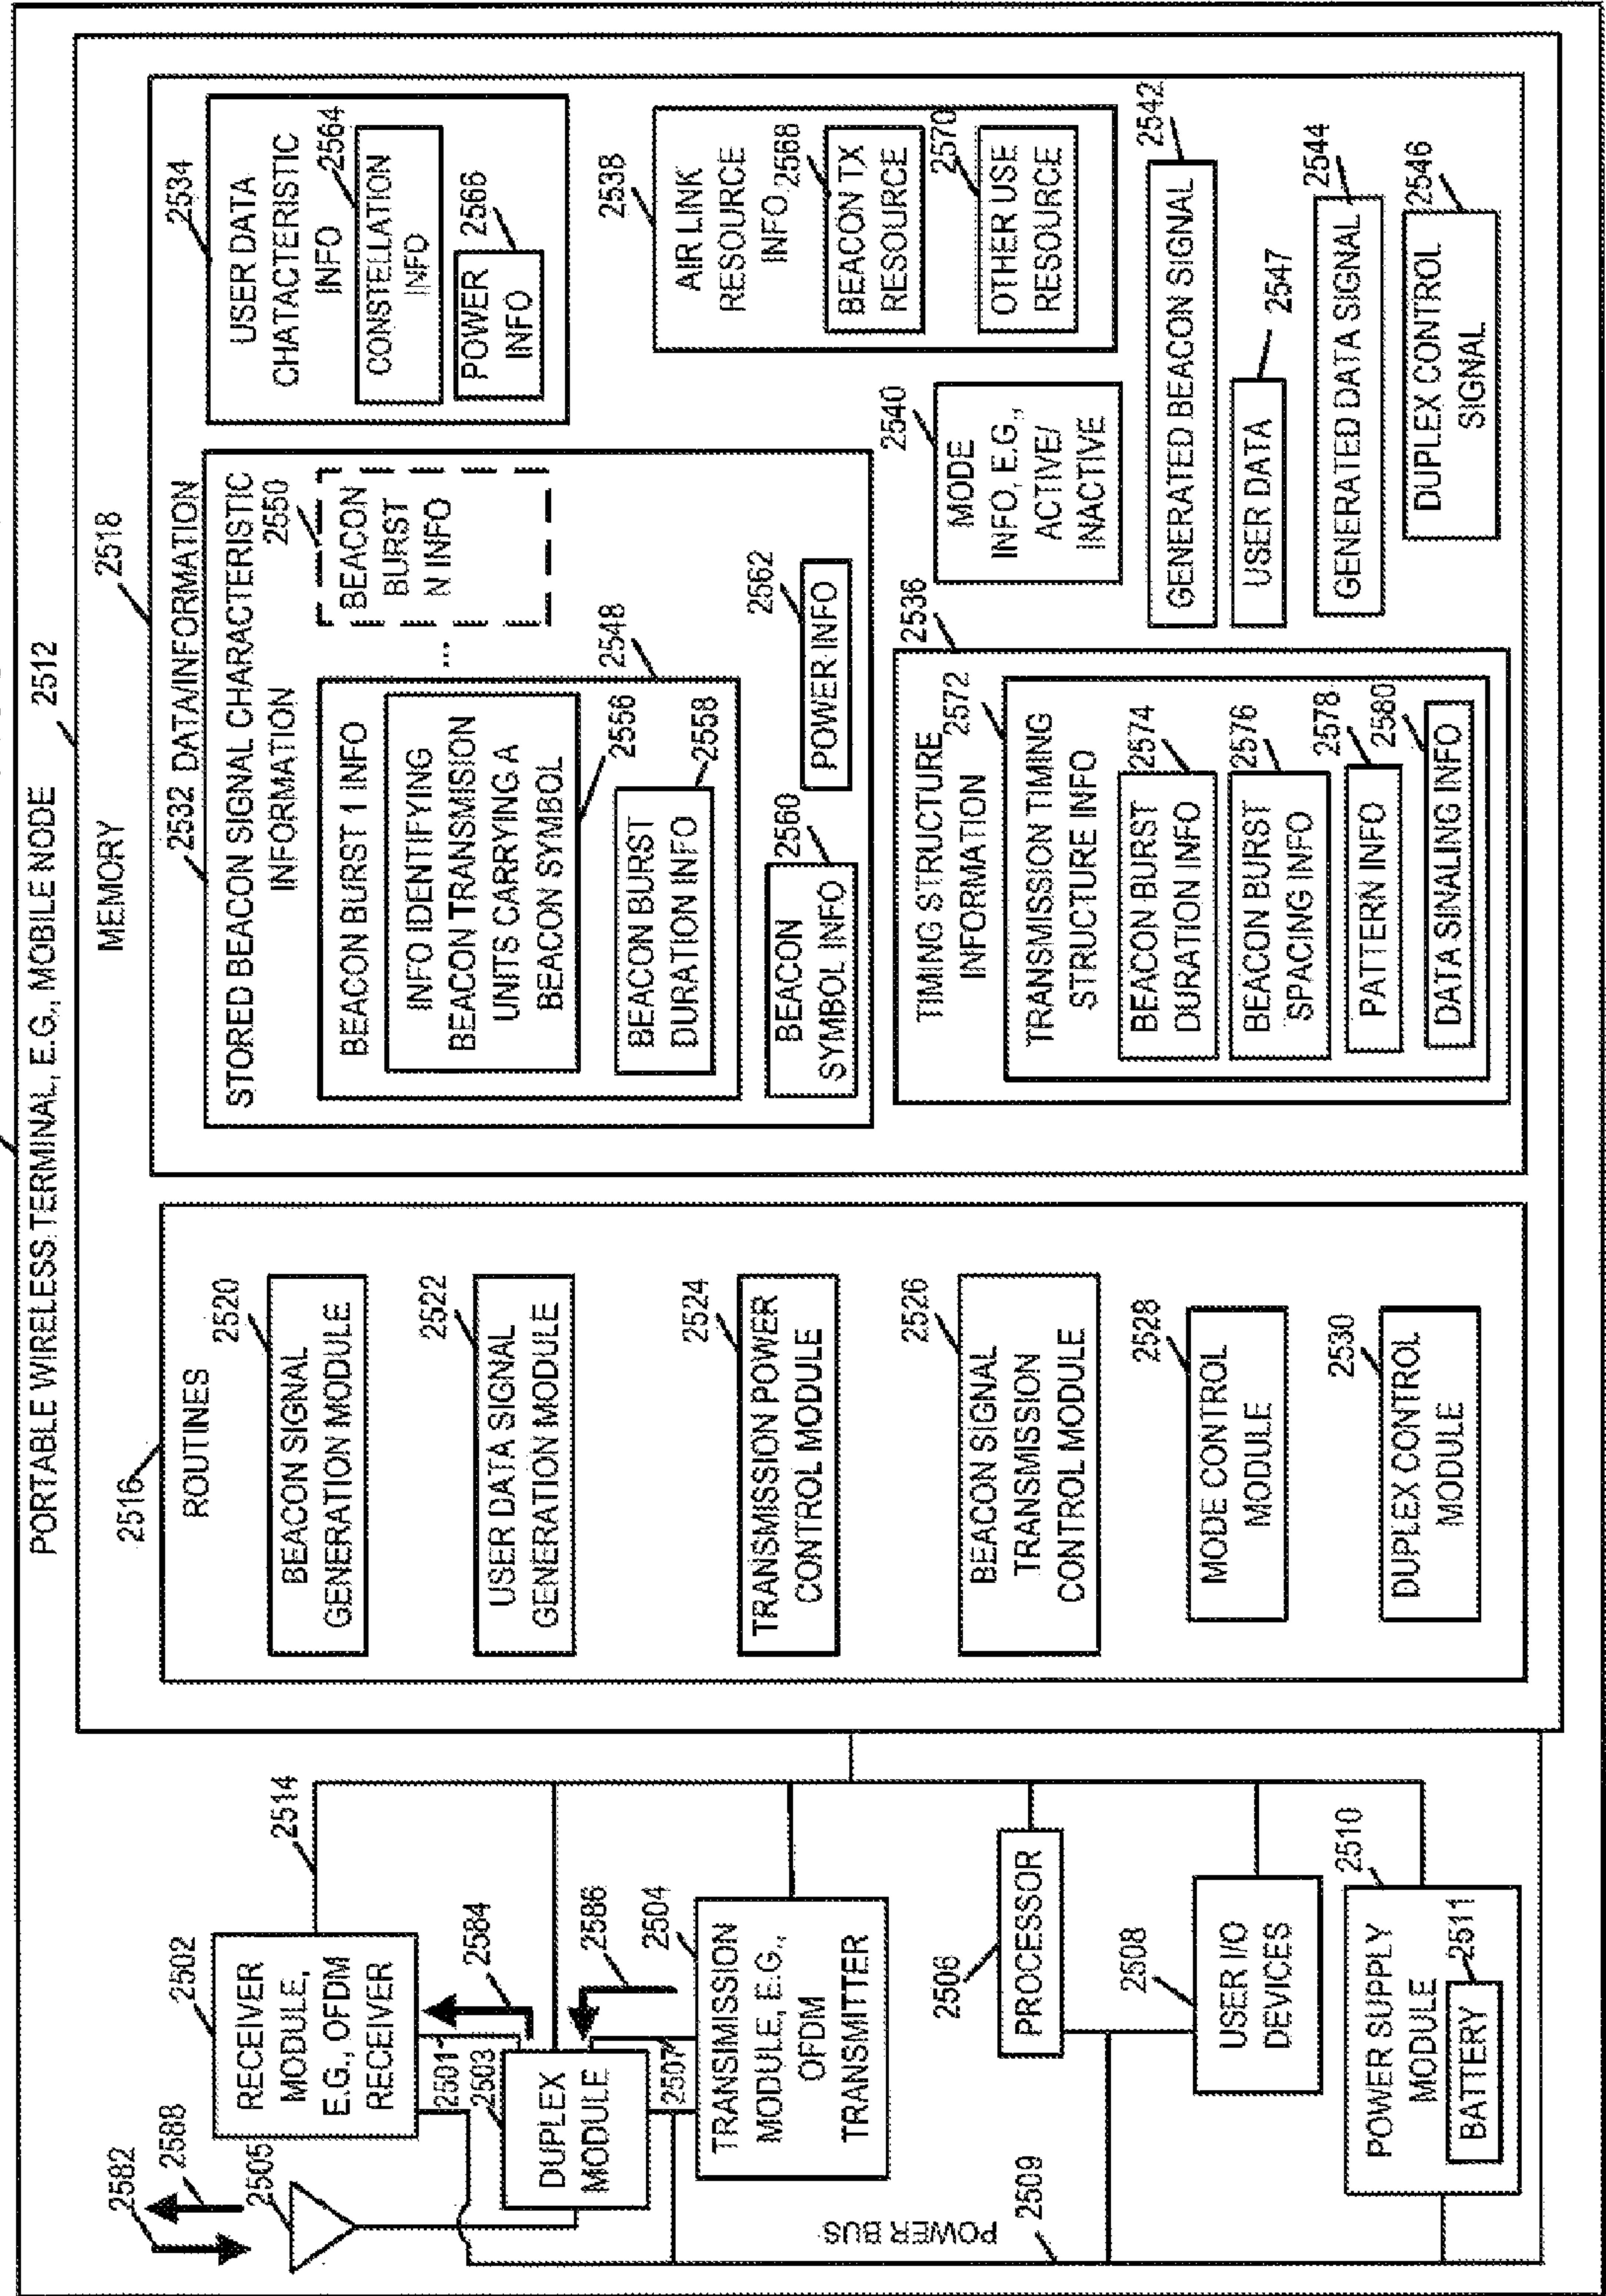 PORTABLE WIRELESS TERMINAL, E.G., MOBILE NODE
2512
MEMORY
2518
2582
2588
2505
2502
RECEIVER
MODULE,
E.G., OFDM
RECEIVER
2514
2501
2503
2584
DUPLEX
MODULE
2586
2507
2504
TRANSIMISSION
MODULE, E.G.,
OFDM
TRANSMITTER
POWER BUS
2509
2506
PROCESSOR
2508
USER I/O
DEVICES
2510
POWER SUPPLY
MODULE
2511
BATTERY
2516
ROUTINES
2520
BEACON SIGNAL
GENERATION MODULE
2522
USER DATA SIGNAL
GENERATION MODULE
2524
TRANSMISSION POWER
CONTROL MODULE
2526
BEACON SIGNAL
TRANSMISSION
CONTROL MODULE
2528
MODE CONTROL
MODULE
2530
DUPLEX CONTROL
MODULE
2532 DATA/INFORMATION
STORED BEACON SIGNAL CHARACTERISTIC
INFORMATION
2550
BEACON BURST 1 INFO
INFO IDENTIFYING
BEACON TRANSMISION
UNITS CARRYING A
BEACON SYMBOL
2556
BEACON BURST
DURATION INFO
2558
2548
...
BEACON
BURST
N INFO
2560
BEACON
SYMBOL INFO
2562
POWER INFO
2534
USER DATA
CHATACTERISTIC
INFO
2564
CONSTELLATION
INFO
2566
POWER
INFO
2538
AIR LINK
RESOURCE
INFO
2568
BEACON TX
RESOURCE
2570
OTHER USE
RESOURCE
2540
MODE
INFO, E.G.,
ACTIVE/
INACTIVE
2536
TIMING STRUCTURE
INFORMATION
2572
TRANSMISSION TIMING
STRUCTURE INFO
2574
BEACON BURST
DURATION INFO
2576
BEACON BURST
SPACING INFO
2578
PATTERN INFO
2580
DATA SINALING INFO
2542
GENERATED BEACON SIGNAL
USER DATA
2547
2544
GENERATED DATA SIGNAL
2546
DUPLEX CONTROL
SIGNAL